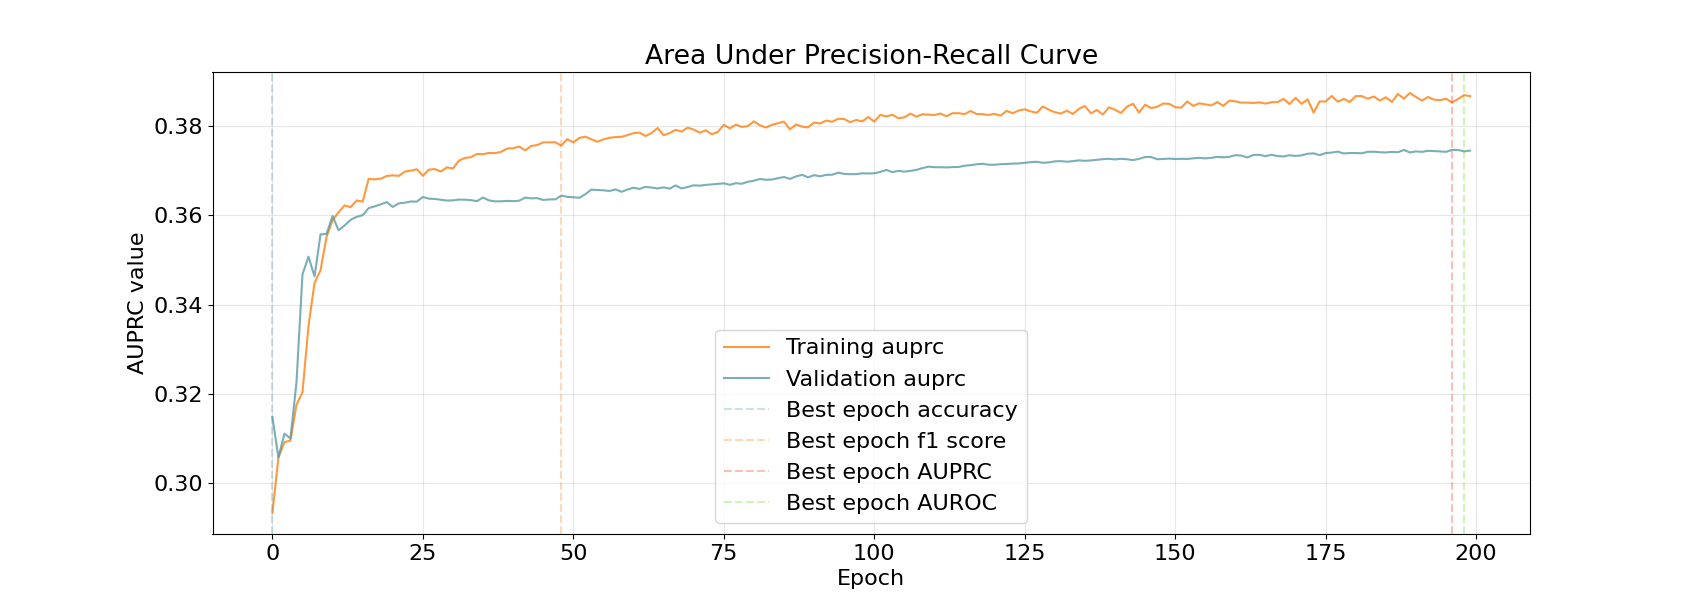 Area Under Precision-Recall Curve
AUPRC value
0.38
0.36
0.34
0.32
0.30
Training auprc
Validation auprc
Best epoch accuracy
Best epoch f1 score
Best epoch AUPRC
Best epoch AUROC
0 25 50 75 100 125 150 175 200
Epoch